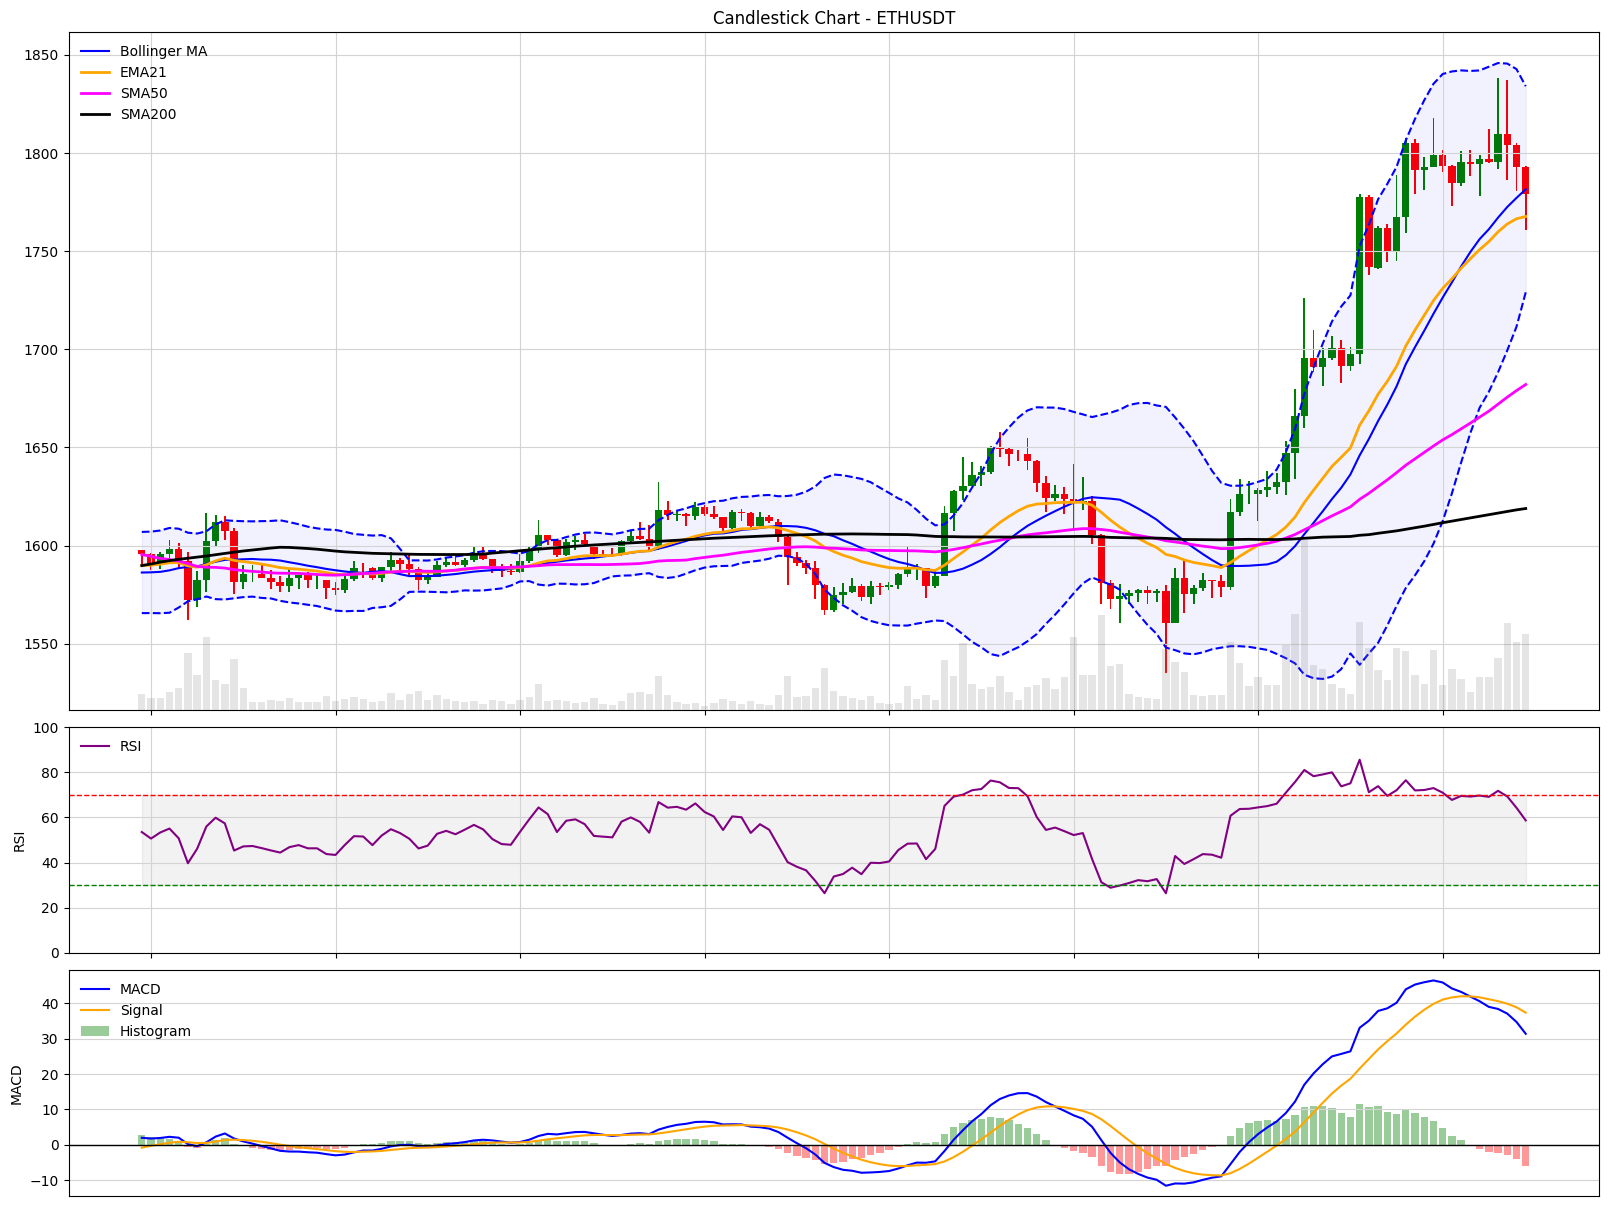 Candlestick Chart - ETHUSDT
Bollinger MA
EMA21
SMA50
SMA200
1850
1800
1750
1700
1650
1600
1550
RSI
100
80
60
40
20
0
RSI
MACD
Signal
Histogram
40
30
20
10
0
−10
MACD